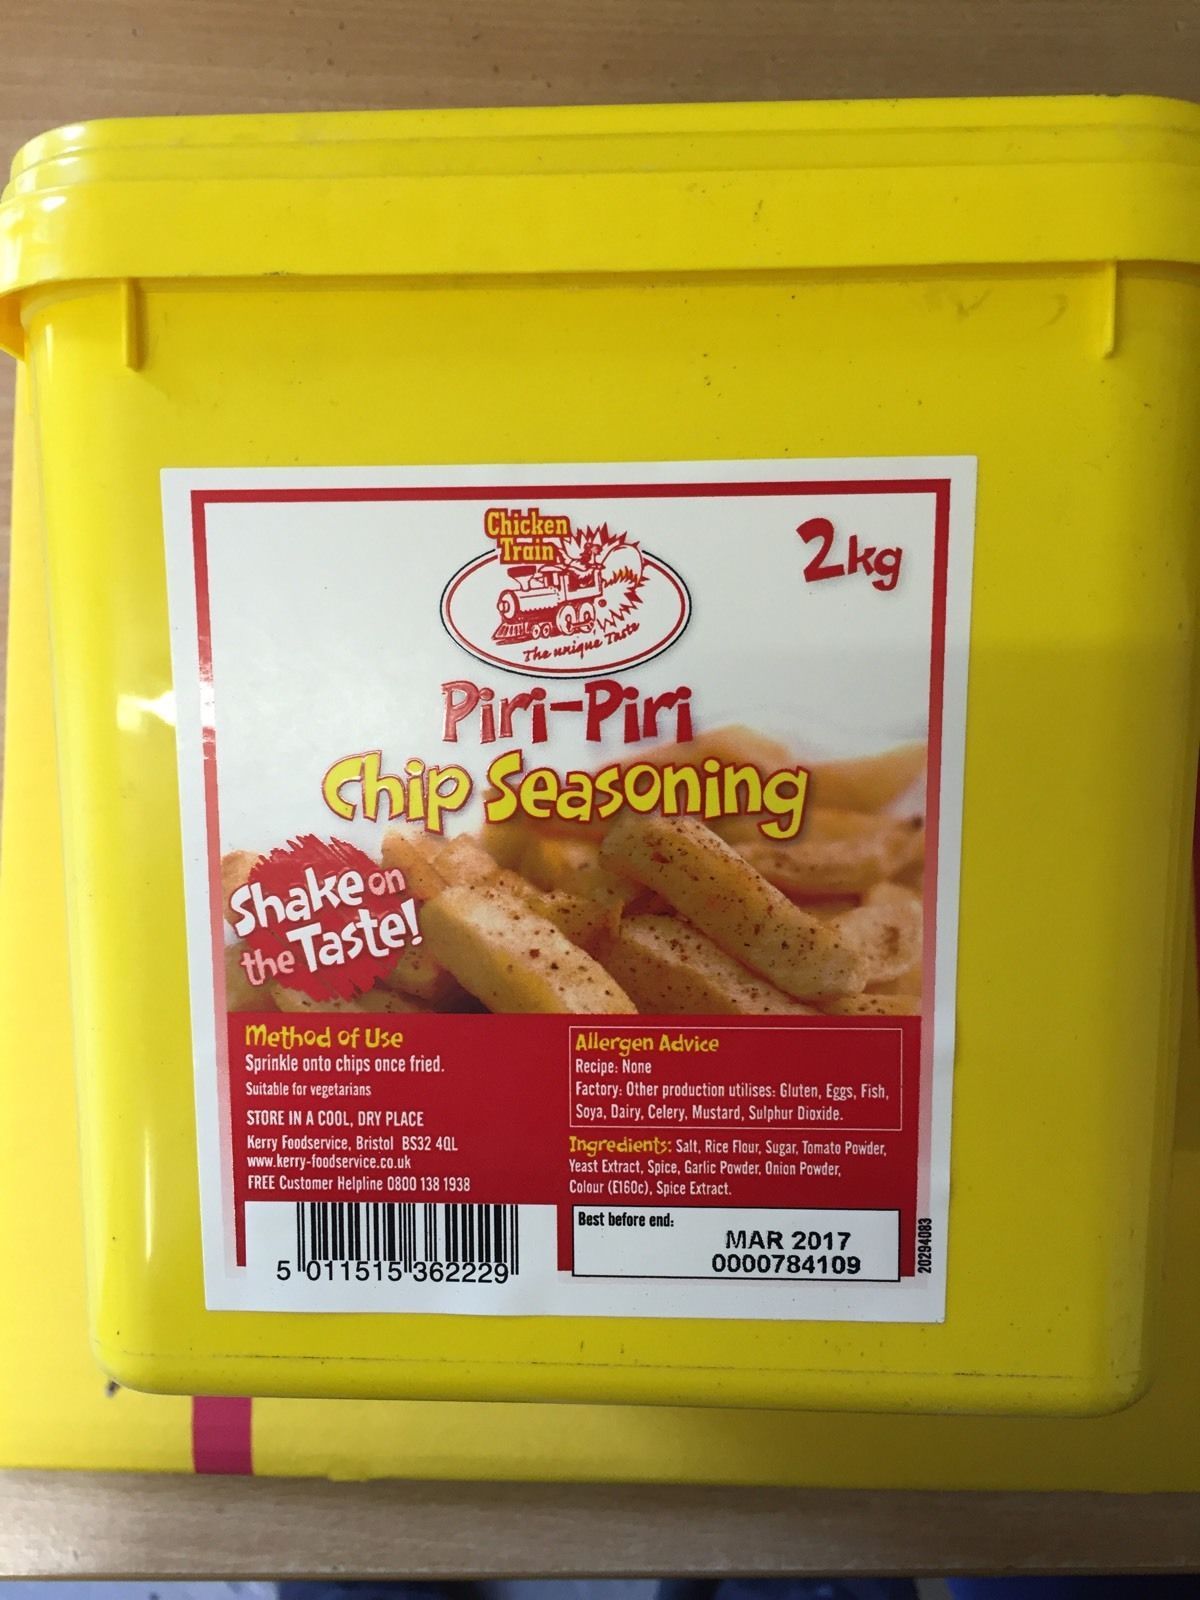 Chicken
Train
The unique Taste
2kg
Piri-Piri
Chip Seasoning
Shake on
the Taste!
Method of Use
Sprinkle onto chips once fried.
Suitable for vegetarians
STORE IN A COOL, DRY PLACE
Kerry Foodservice, Bristol BS32 4QL
www.kerry-foodservice.co.uk
FREE Customer Helpline 0800 138 1938
5 011515 362229
Allergen Advice
Recipe: None
Factory: Other production utilises: Gluten, Eggs, Fish,
Soya, Dairy, Celery, Mustard, Sulphur Dioxide.
Ingredients: Salt, Rice Flour, Sugar, Tomato Powder,
Yeast Extract, Spice, Garlic Powder, Onion Powder,
Colour (E160c), Spice Extract.
Best before end:
MAR 2017
0000784109
20294083